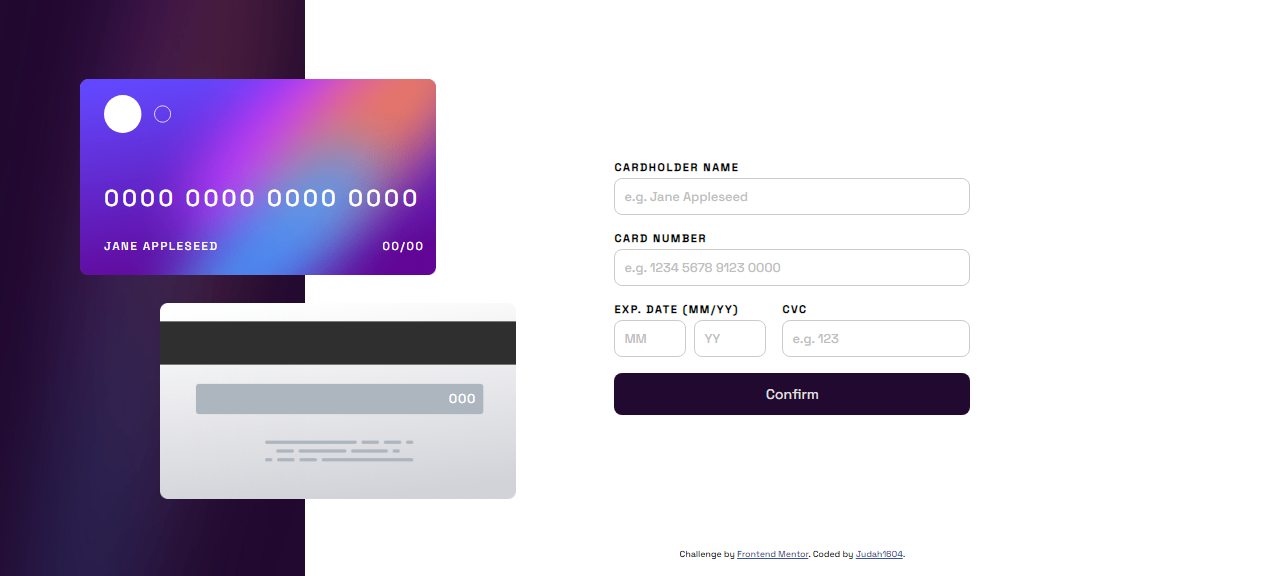 0000 0000 0000 0000
JANE APPLESEED 00/00
000
CARDHOLDER NAME
e.g. Jane Appleseed
CARD NUMBER
e.g. 1234 5678 9123 0000
EXP. DATE (MM/YY) CVC
MM YY e.g. 123
Confirm
Challenge by Frontend Mentor. Coded by Judah1604.